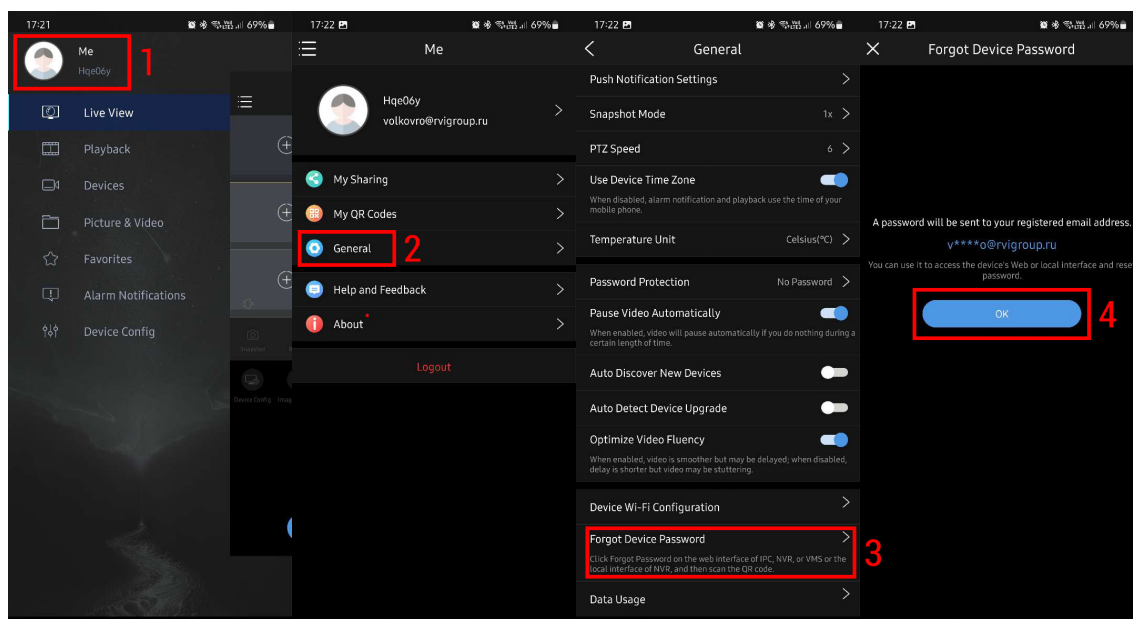 17:21
69%
Me
Hqe06y
1
Live View
Playback
Devices
Picture & Video
Favorites
Alarm Notifications
Device Config
Device Config
17:22
69%
Me
Hqe06y
volkovro@rvigroup.ru
My Sharing
My QR Codes
General
2
Help and Feedback
About
Logout
17:22
69%
General
Push Notification Settings
Snapshot Mode
1x
PTZ Speed
6
Use Device Time Zone
When disabled, alarm notification and playback use the time of your
mobile phone.
Temperature Unit
Celsius(°C)
Password Protection
No Password
Pause Video Automatically
When enabled, video will pause automatically if you do nothing during a
certain length of time.
Auto Discover New Devices
Auto Detect Device Upgrade
Optimize Video Fluency
When enabled, video is smoother but may be delayed; when disabled,
delay is shorter but video may be stuttering.
Device Wi-Fi Configuration
Forgot Device Password
Click Forgot Password on the web interface of IPC, NVR, or VMS or the
local interface of NVR, and then scan the QR code.
3
Data Usage
17:22
69%
Forgot Device Password
A password will be sent to your registered email address.
v****o@rvigroup.ru
You can use it to access the device's Web or local interface and rese
password.
OK
4